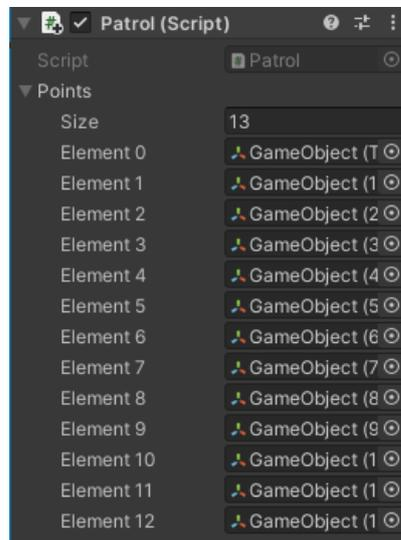 Patrol (Script)
Script Patrol
Points
Size 13
Element 0 GameObject (T
Element 1 GameObject (1
Element 2 GameObject (2
Element 3 GameObject (3
Element 4 GameObject (4
Element 5 GameObject (5
Element 6 GameObject (6
Element 7 GameObject (7
Element 8 GameObject (8
Element 9 GameObject (9
Element 10 GameObject (1
Element 11 GameObject (1
Element 12 GameObject (1